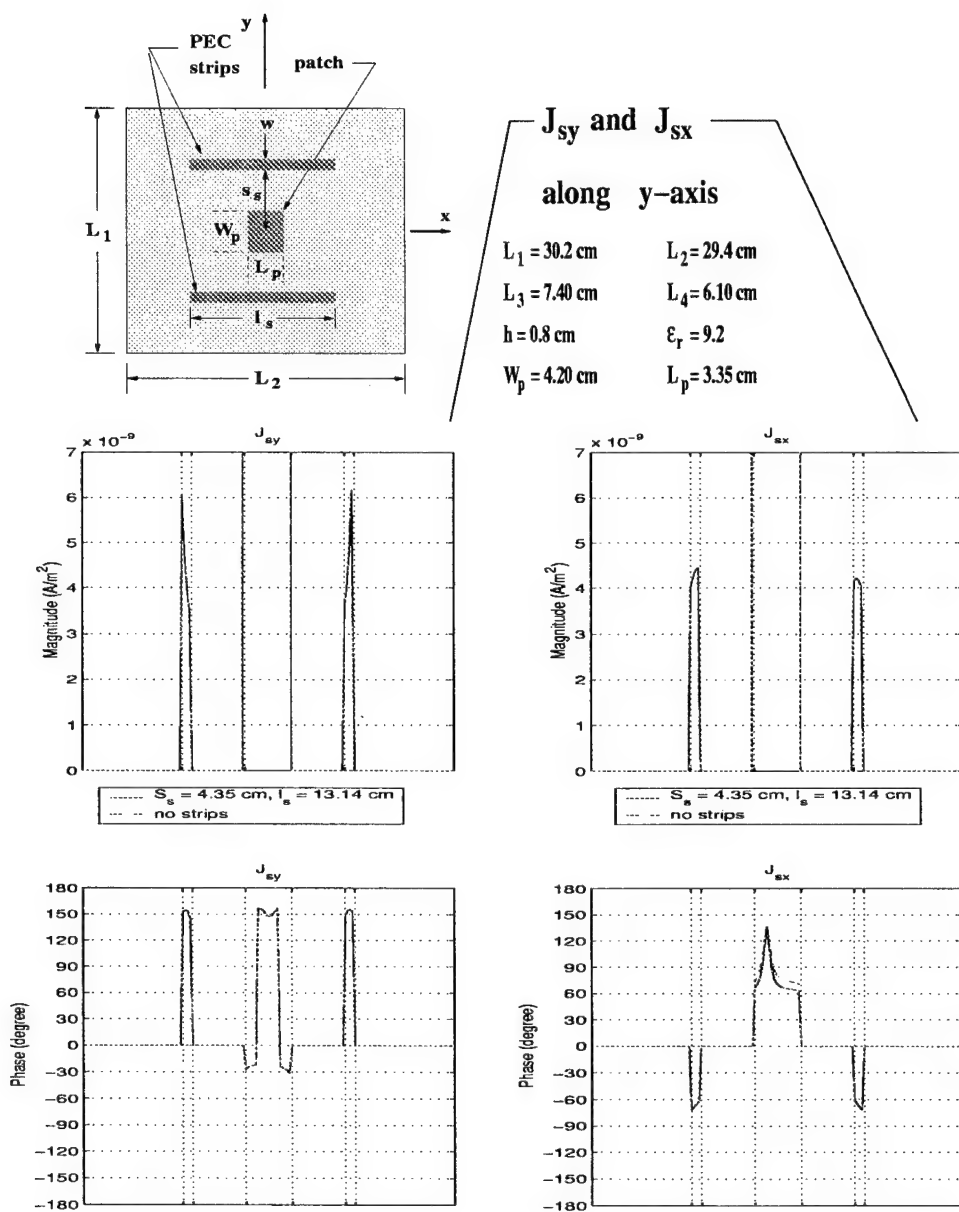 y
PEC
strips
patch
w
s_s
W_p
L_p
x
L_1
l_s
L_2
J_sy and J_sx
along y-axis
L_1 = 30.2 cm L_2 = 29.4 cm
L_3 = 7.40 cm L_4 = 6.10 cm
h = 0.8 cm ε_r = 9.2
W_p = 4.20 cm L_p = 3.35 cm
× 10^-9
J_sy
7
6
5
4
3
2
1
0
Magnitude (A/m²)
S_s = 4.35 cm, l_s = 13.14 cm
no strips
× 10^-9
J_sx
7
6
5
4
3
2
1
0
Magnitude (A/m²)
S_s = 4.35 cm, l_s = 13.14 cm
no strips
J_sy
180
150
120
90
60
30
0
-30
-60
-90
-120
-150
-180
Phase (degree)
J_sx
180
150
120
90
60
30
0
-30
-60
-90
-120
-150
-180
Phase (degree)